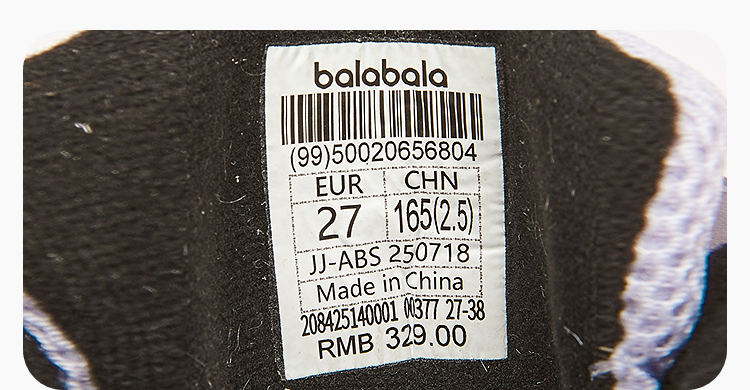 balabala
(99)50020656804
EUR CHN
27 165(2.5)
JJ-ABS 250718
Made in China
208425140001 00377 27-38
RMB 329.00